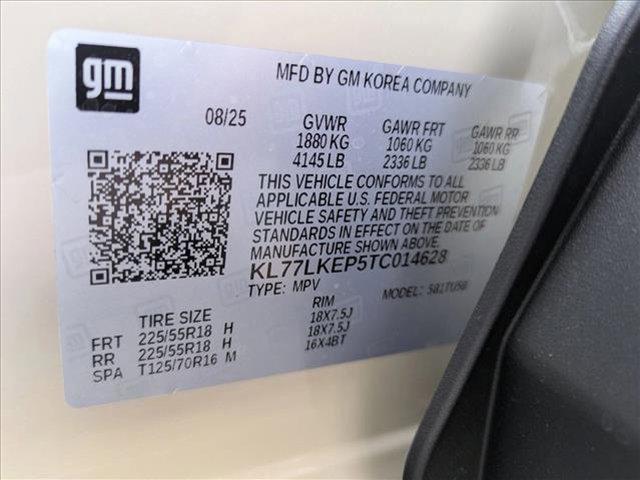 gm
MFD BY GM KOREA COMPANY
08/25 GVWR GAWR FRT GAWR RR
1880 KG 1060 KG 1060 KG
4145 LB 2336 LB 2336 LB
THIS VEHICLE CONFORMS TO ALL
APPLICABLE U.S. FEDERAL MOTOR
VEHICLE SAFETY AND THEFT PREVENTION
STANDARDS IN EFFECT ON THE DATE OF
MANUFACTURE SHOWN ABOVE.
KL77LKEP5TC014628
TYPE: MPV MODEL:
TIRE SIZE RIM
FRT 225/55R18 H 18X7.5J
RR 225/55R18 H 18X7.5J
SPA T125/70R16 M 16X4BT